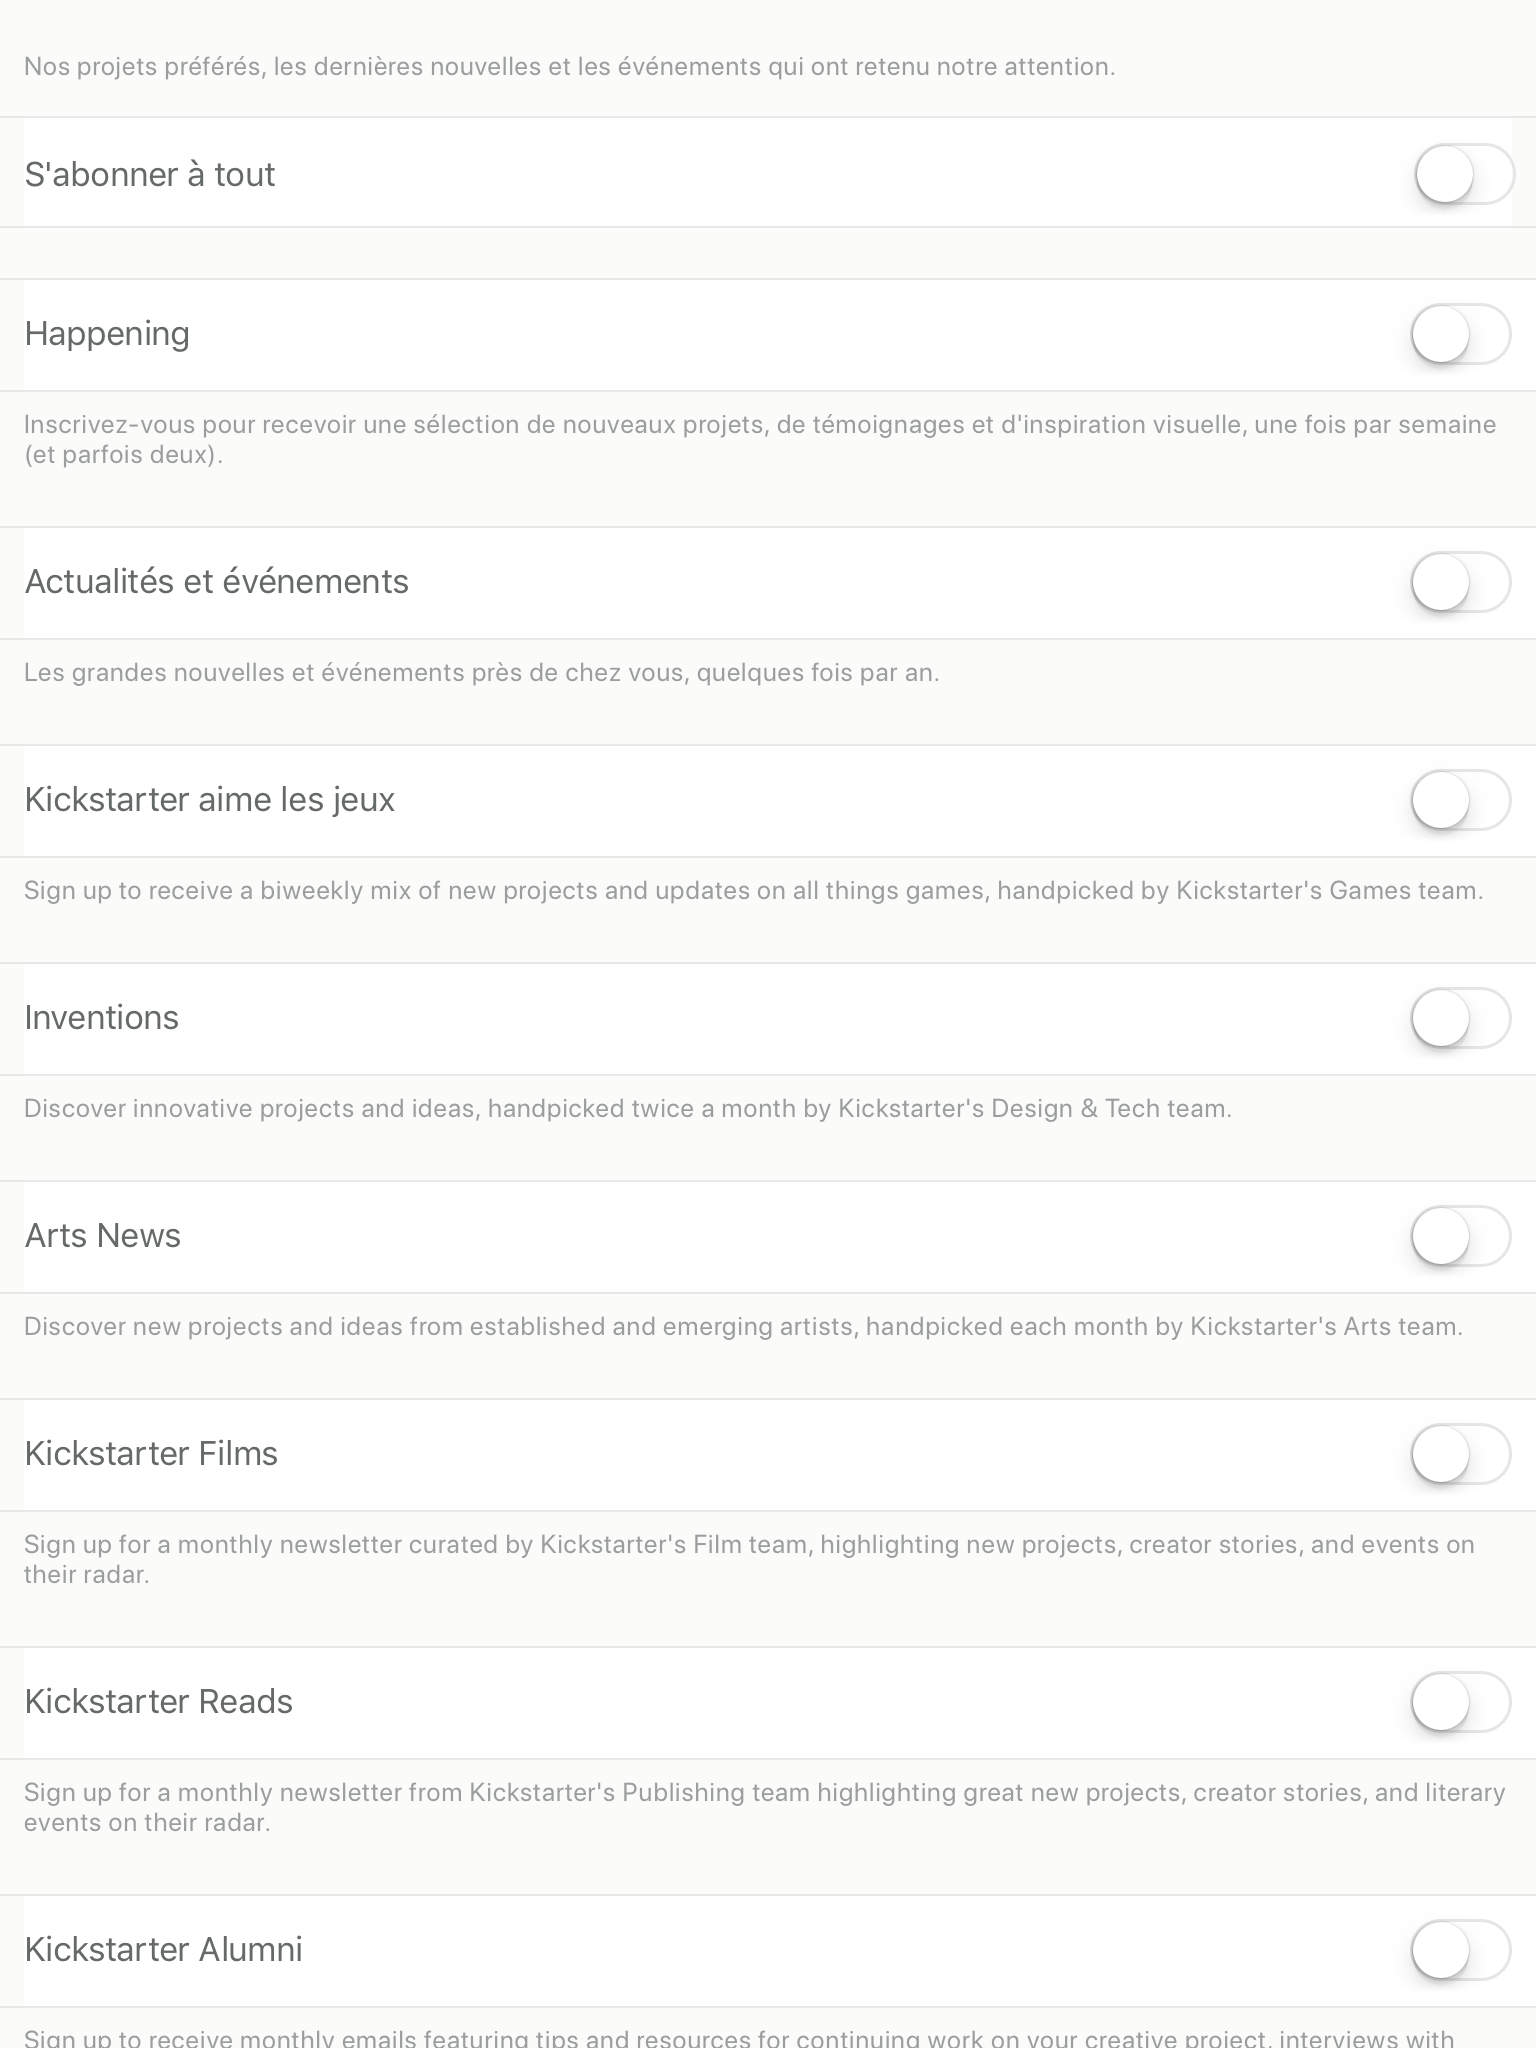 Nos projets préférés, les dernières nouvelles et les événements qui ont retenu notre attention.
S'abonner à tout
Happening
Inscrivez-vous pour recevoir une sélection de nouveaux projets, de témoignages et d'inspiration visuelle, une fois par semaine
(et parfois deux).
Actualités et événements
Les grandes nouvelles et événements près de chez vous, quelques fois par an.
Kickstarter aime les jeux
Sign up to receive a biweekly mix of new projects and updates on all things games, handpicked by Kickstarter's Games team.
Inventions
Discover innovative projects and ideas, handpicked twice a month by Kickstarter's Design & Tech team.
Arts News
Discover new projects and ideas from established and emerging artists, handpicked each month by Kickstarter's Arts team.
Kickstarter Films
Sign up for a monthly newsletter curated by Kickstarter's Film team, highlighting new projects, creator stories, and events on
their radar.
Kickstarter Reads
Sign up for a monthly newsletter from Kickstarter's Publishing team highlighting great new projects, creator stories, and literary
events on their radar.
Kickstarter Alumni
Sign up to receive monthly emails featuring tips and resources for continuing work on your creative project, interviews with